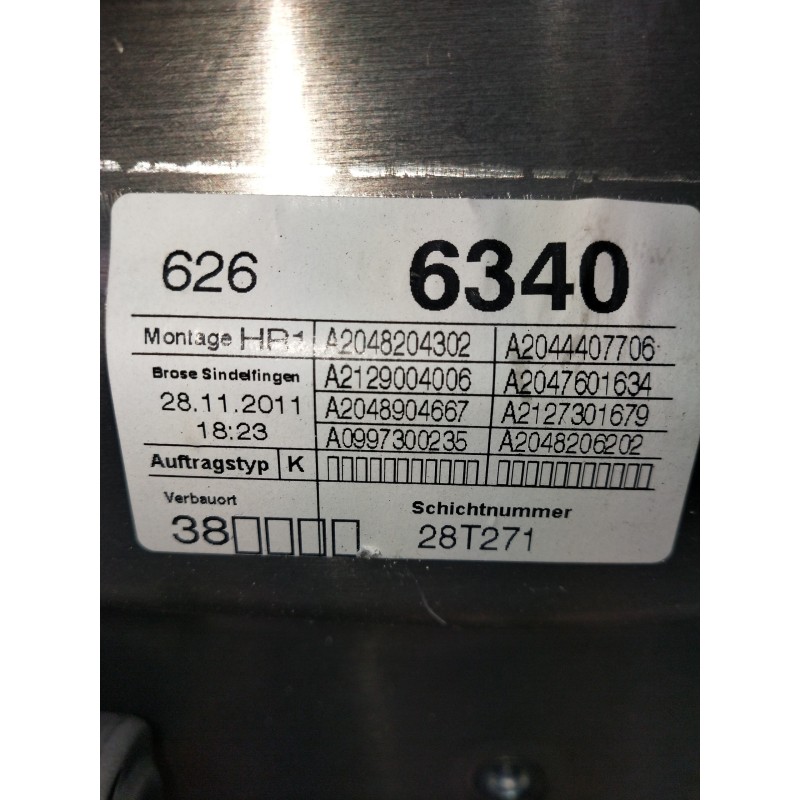 626 6340
Montage HR1 A2048204302 A2044407706
Brose Sindelfingen A2129004006 A2047601634
28.11.2011 A2048904667 A2127301679
18:23 A0997300235 A2048206202
Auftragstyp K
Verbauort Schichtnummer
38 28T271